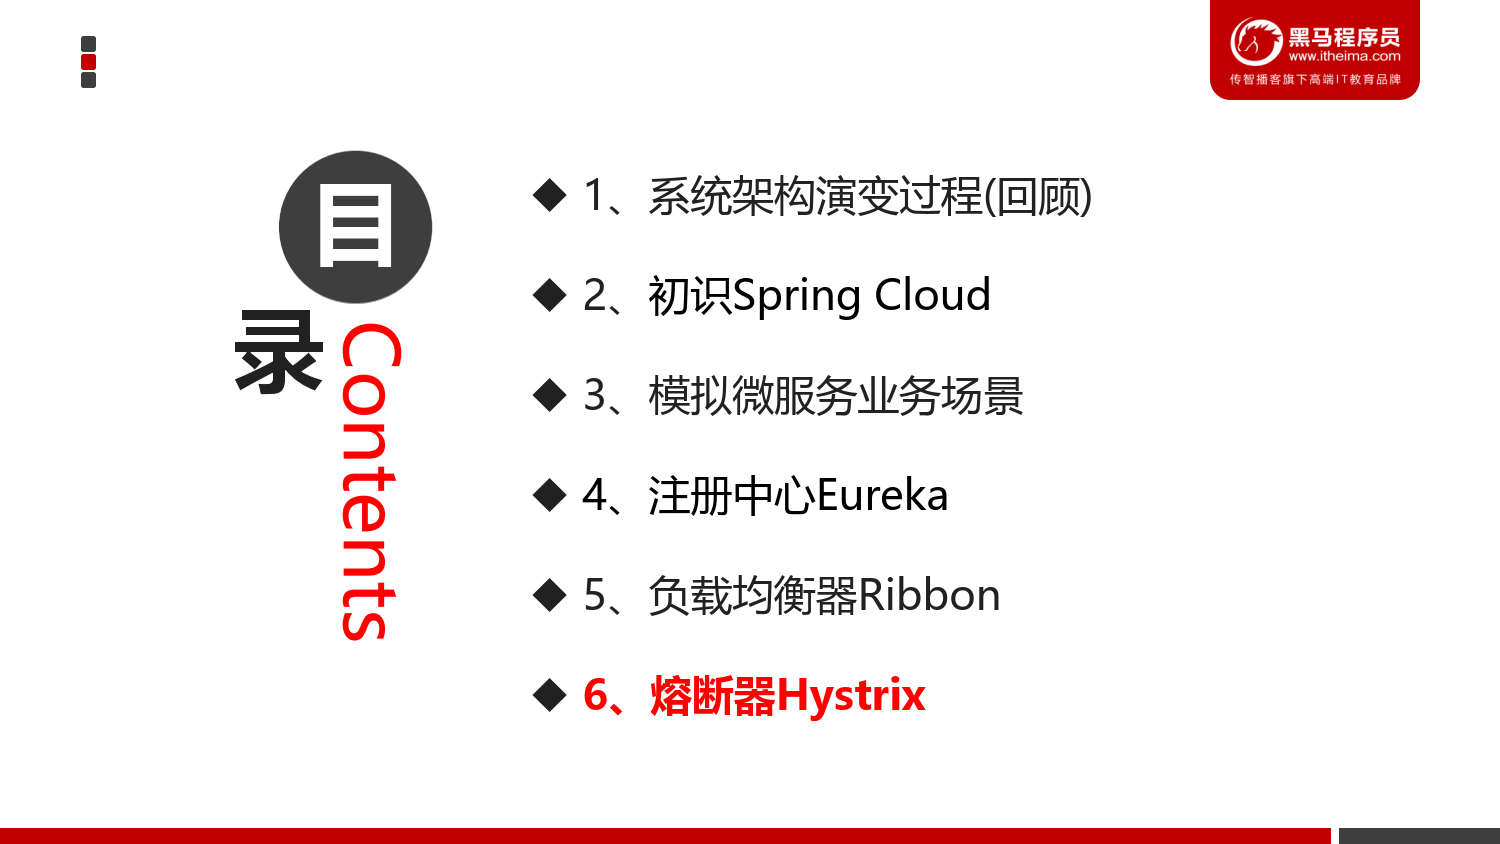 黑马程序员
www.itheima.com
传智播客旗下高端IT教育品牌
目录
Contents
1、系统架构演变过程(回顾)
2、初识Spring Cloud
3、模拟微服务业务场景
4、注册中心Eureka
5、负载均衡器Ribbon
6、熔断器Hystrix